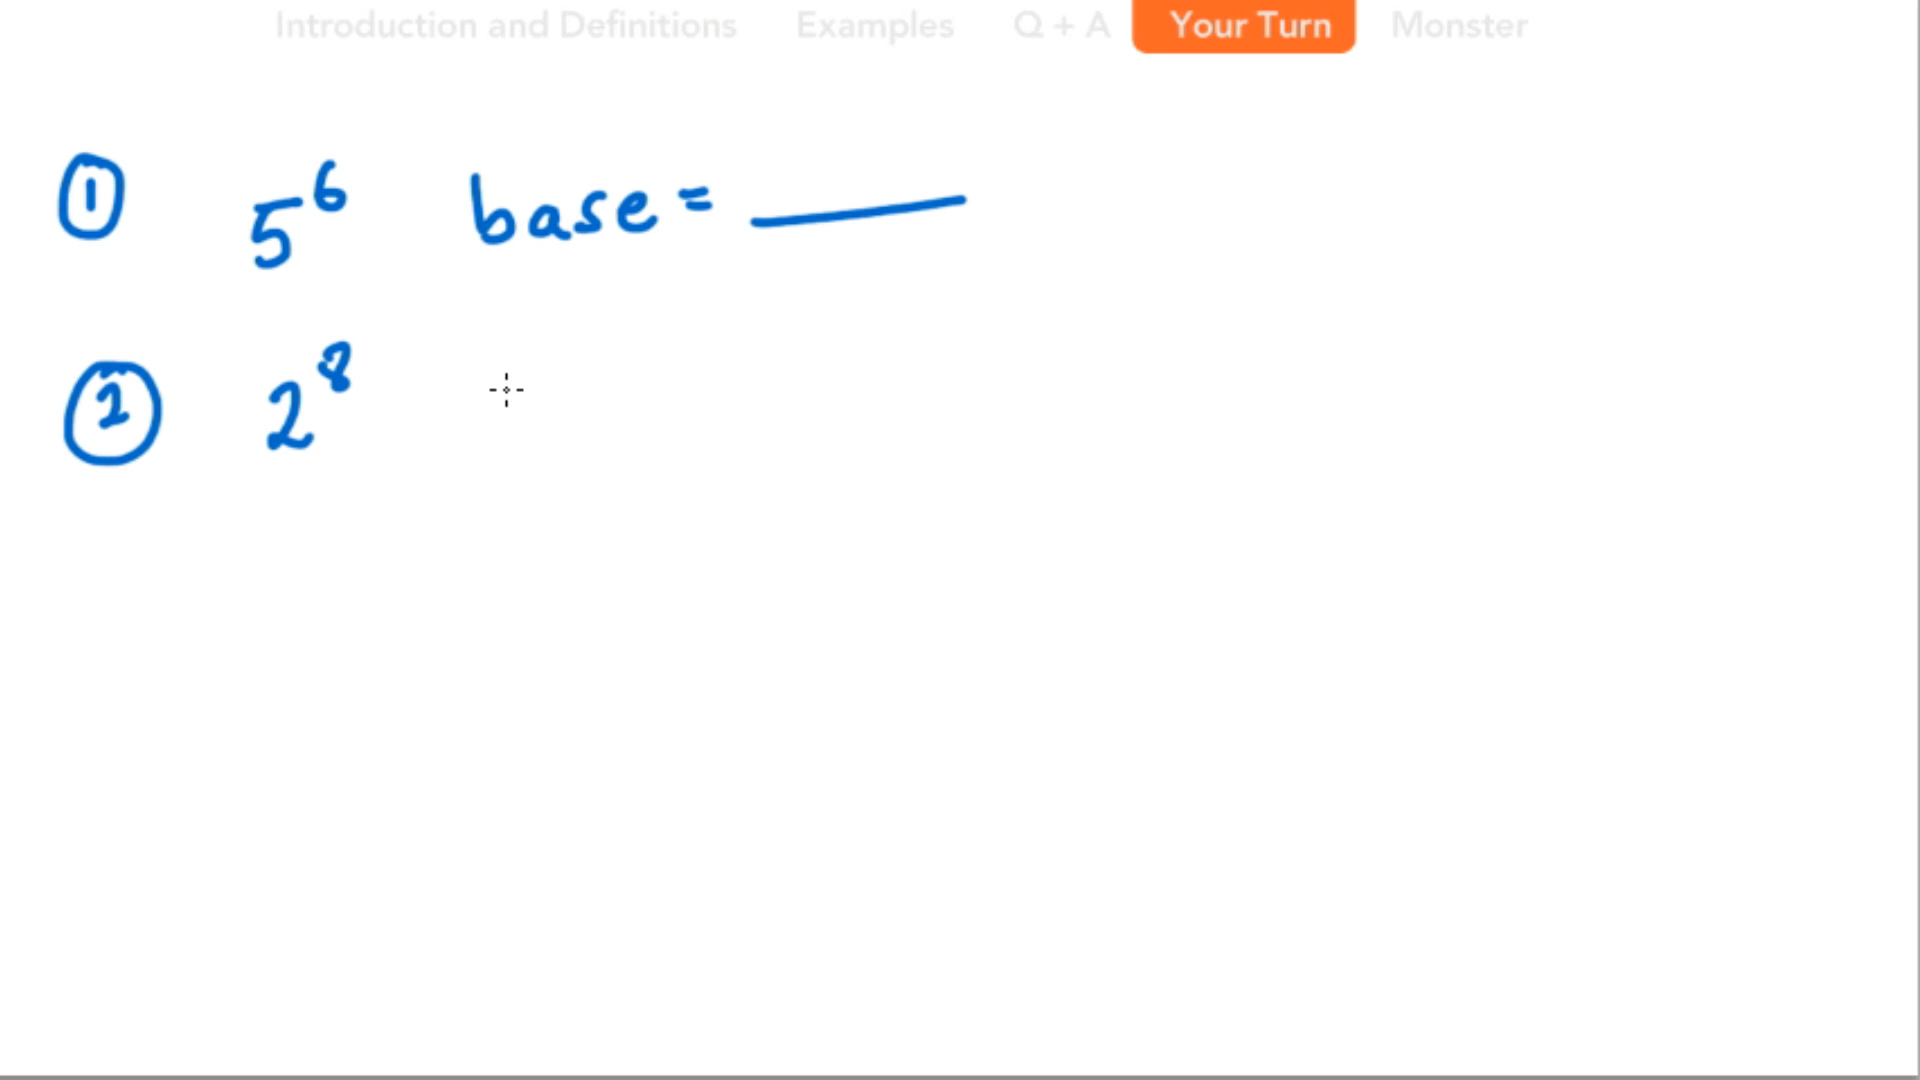 Introduction and Definitions Examples Q + A Your Turn Monster
① 5⁶ base = ____
② 2⁸